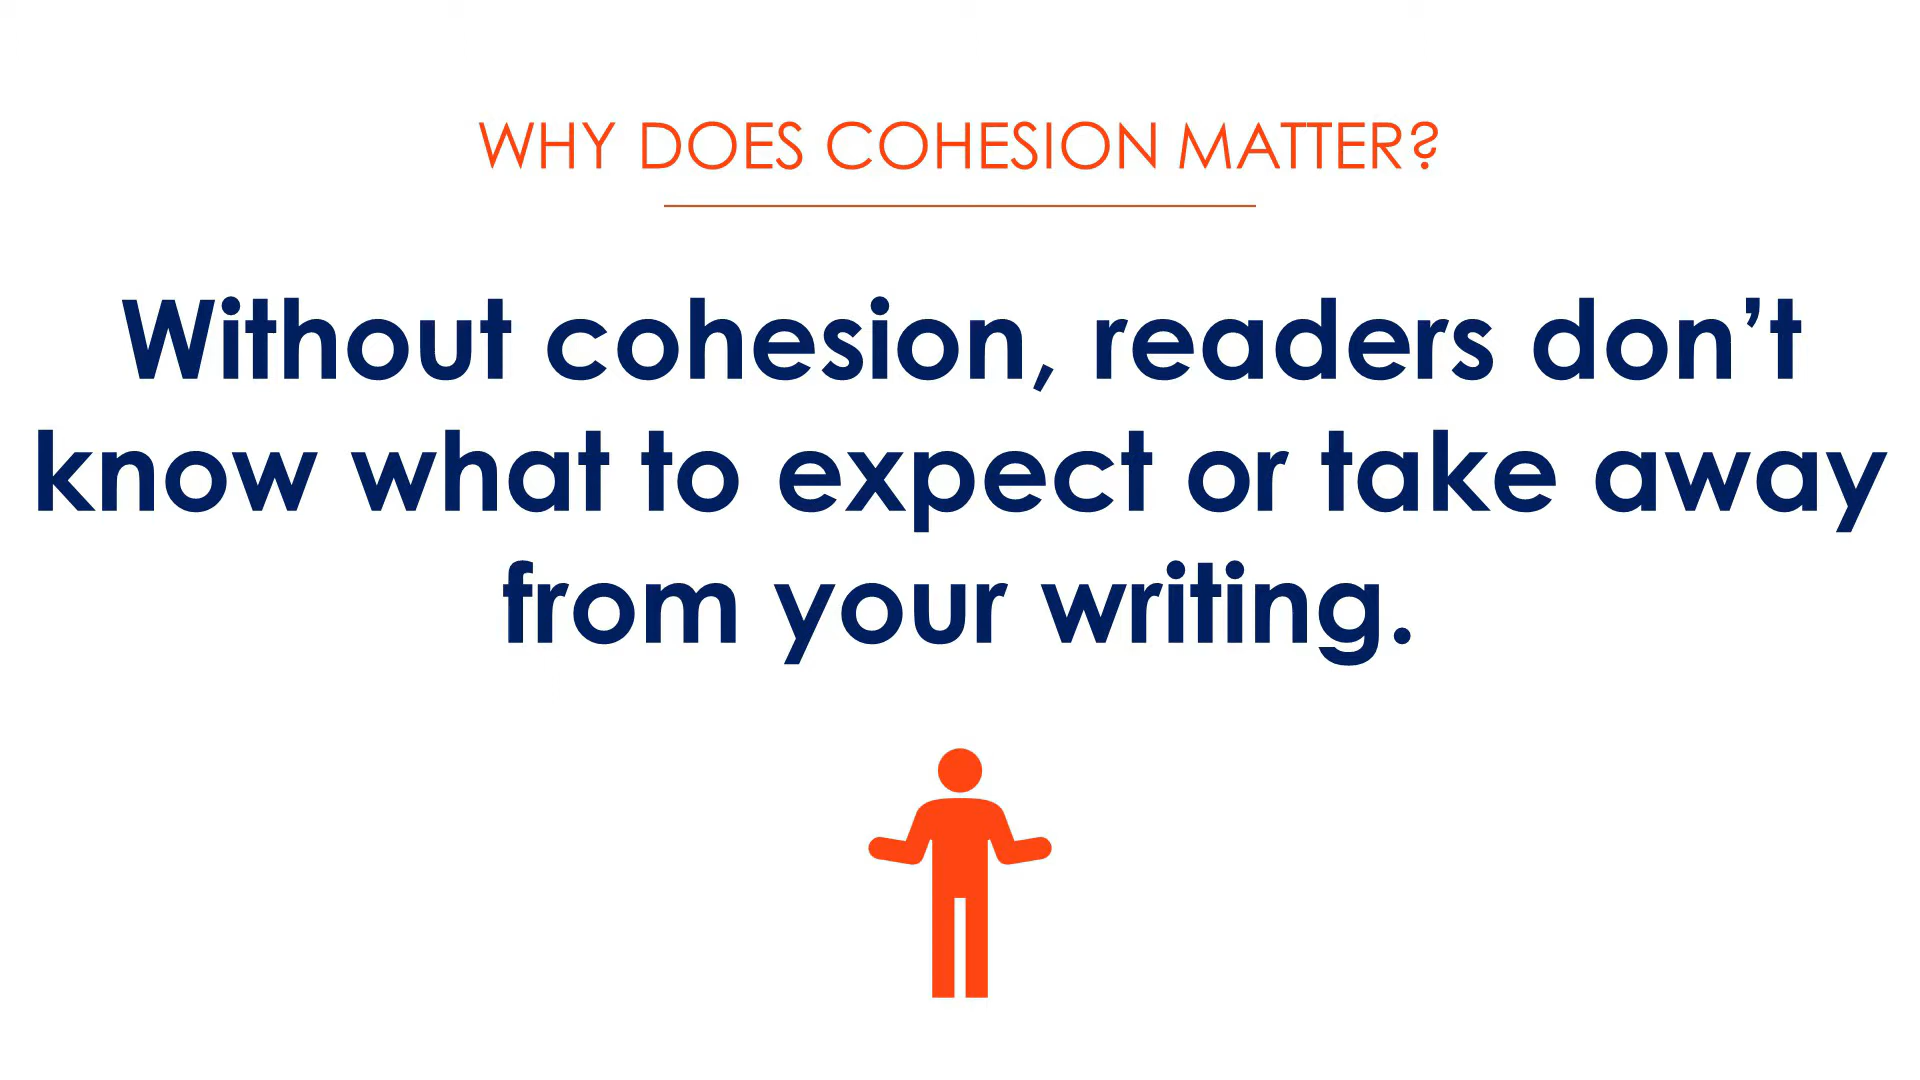 WHY DOES COHESION MATTER?
Without cohesion, readers don’t
know what to expect or take away
from your writing.